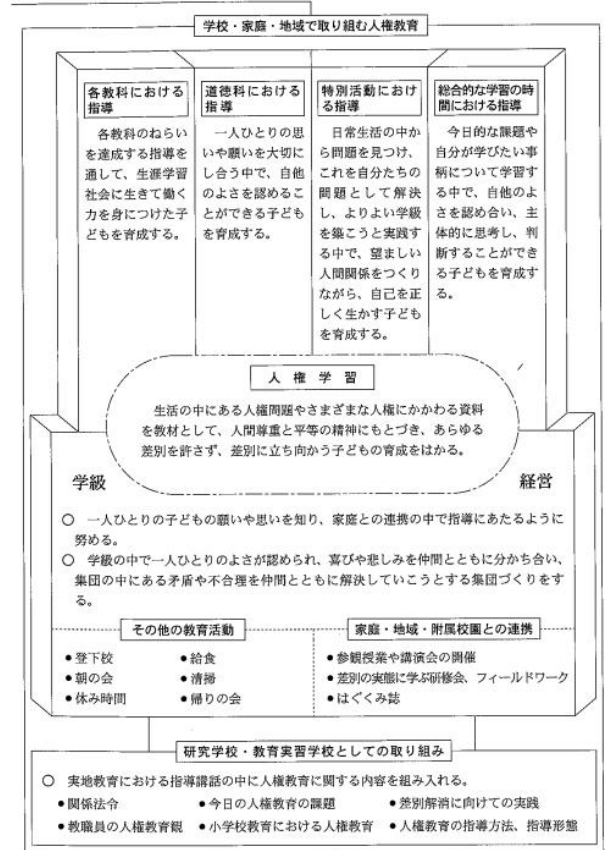 学校・家庭・地域で取り組む人権教育
各教科における
指導
各教科のねらい
を達成する指導を
通して、生涯学習
社会に生きて働く
力を身につけた子
どもを育成する。
道徳科における
指導
一人ひとりの思
いや願いを大切に
し合う中で、自他
のよさを認めるこ
とができる子ども
を育成する。
特別活動におけ
る指導
日常生活の中か
ら問題を見つけ、
これを自分たちの
問題として解決
し、よりよい学級
を築こうと実践す
る中で、望ましい
人間関係をつくり
ながら、自己を正
しく生かす子ども
を育成する。
総合的な学習の時
間における指導
今日的な課題や
自分が学びたい事
柄について学習す
る中で、自他のよ
さを認め合い、主
体的に思考し、判
断することができ
る子どもを育成す
る。
人権学習
生活の中にある人権問題やさまざまな人権にかかわる資料
を教材として、人間尊重と平等の精神にもとづき、あらゆる
差別を許さず、差別に立ち向かう子どもの育成をはかる。
学級 経営
○ 一人ひとりの子どもの願いや思いを知り、家庭との連携の中で指導にあたるように
努める。
○ 学級の中で一人ひとりのよさが認められ、喜びや悲しみを仲間とともに分かち合い、
集団の中にある矛盾や不合理を仲間とともに解決していこうとする集団づくりをす
る。
その他の教育活動
●登下校 ●給食
●朝の会 ●清掃
●休み時間 ●帰りの会
家庭・地域・附属校園との連携
●参観授業や講演会の開催
●差別の実態に学ぶ研修会、フィールドワーク
●はぐくみ誌
研究学校・教育実習学校としての取り組み
○ 実地教育における指導講話の中に人権教育に関する内容を組み入れる。
●関係法令 ●今日の人権教育の課題 ●差別解消に向けての実践
●教職員の人権教育観 ●小学校教育における人権教育 ●人権教育の指導方法、指導形態